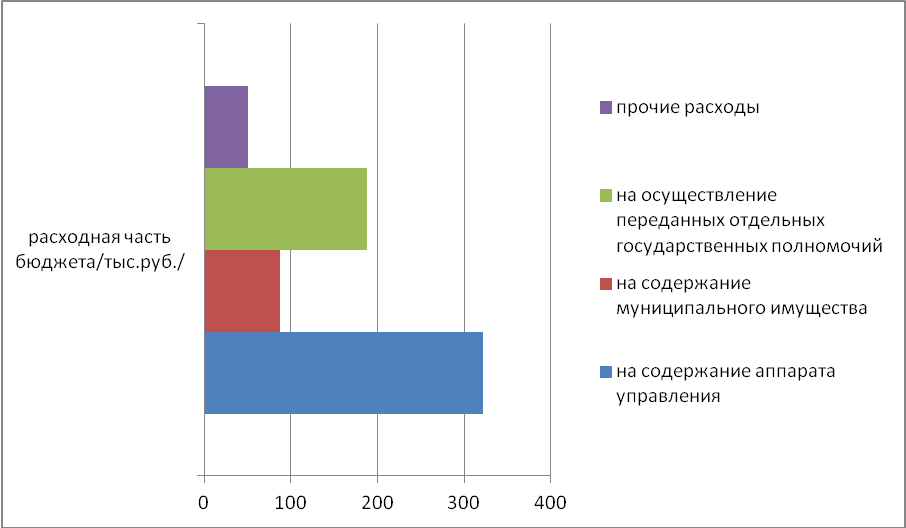 расходная часть
бюджета/тыс.руб./
0 100 200 300 400
прочие расходы
на осуществление
переданных отдельных
государственных полномочий
на содержание
муниципального имущества
на содержание аппарата
управления